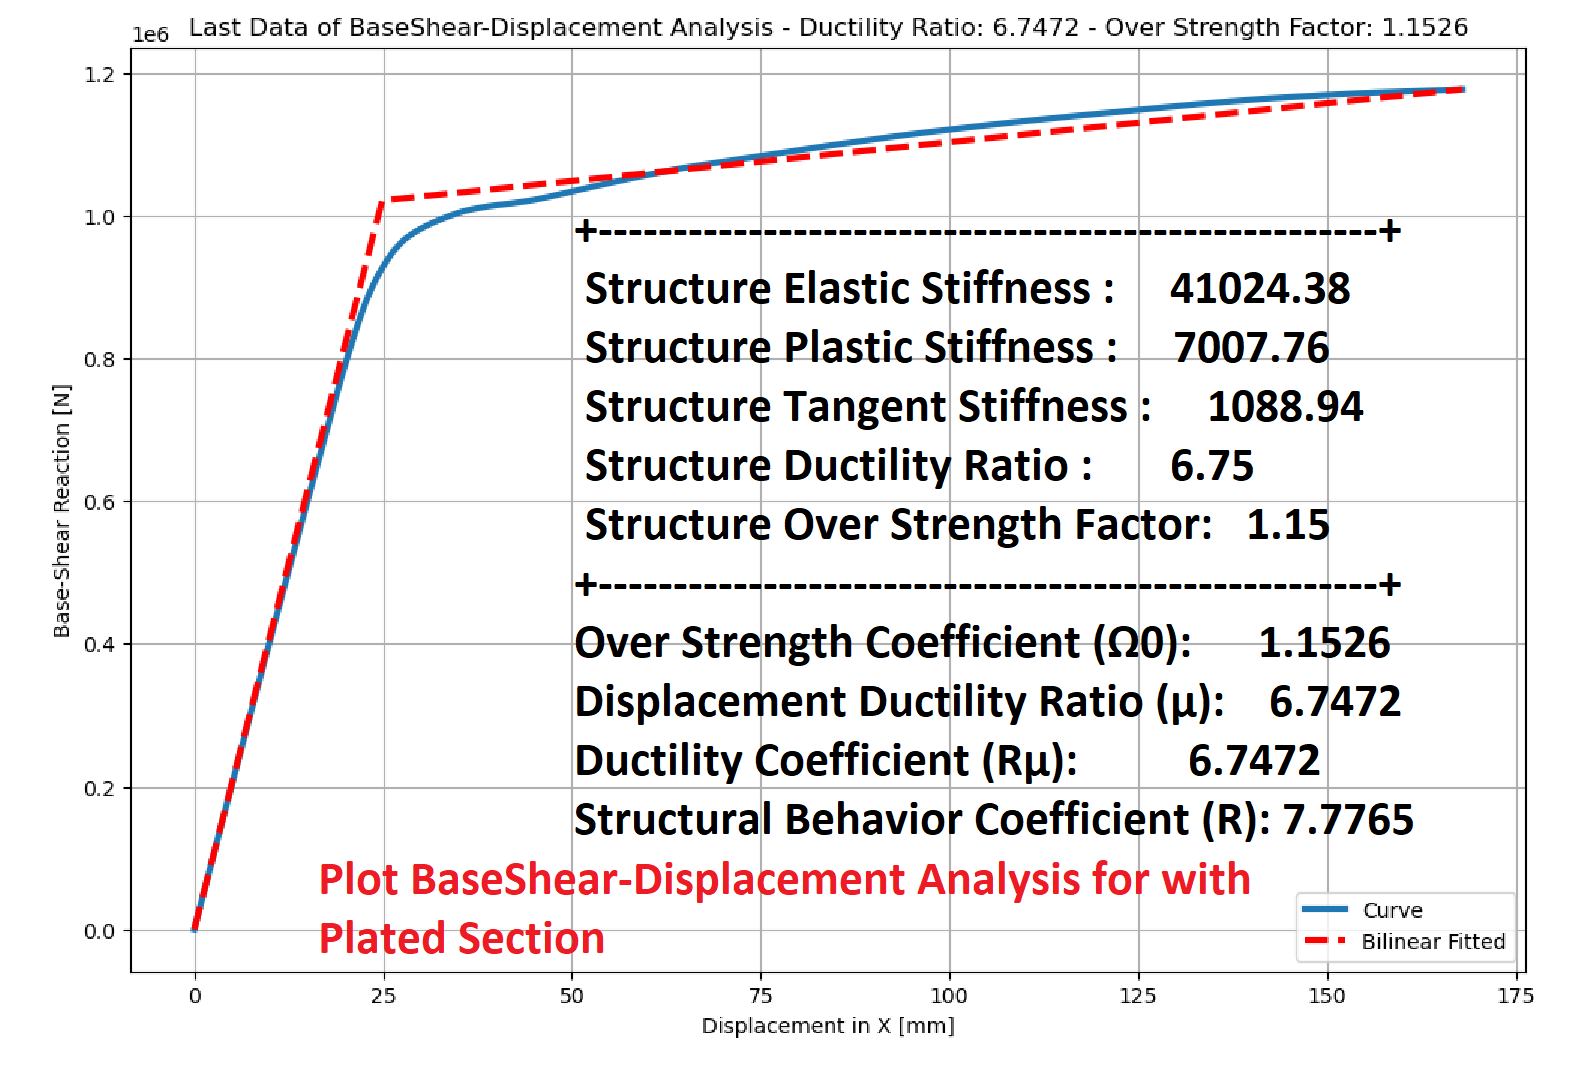 Last Data of BaseShear-Displacement Analysis - Ductility Ratio: 6.7472 - Over Strength Factor: 1.1526
1e6
1.2
1.0
0.8
0.6
0.4
0.2
0.0
Base-Shear Reaction [N]
+----------------------------------------------------+
Structure Elastic Stiffness : 41024.38
Structure Plastic Stiffness : 7007.76
Structure Tangent Stiffness : 1088.94
Structure Ductility Ratio : 6.75
Structure Over Strength Factor: 1.15
+----------------------------------------------------+
Over Strength Coefficient (Ω0): 1.1526
Displacement Ductility Ratio (μ): 6.7472
Ductility Coefficient (Rμ): 6.7472
Structural Behavior Coefficient (R): 7.7765
Plot BaseShear-Displacement Analysis for with
Plated Section
Curve
Bilinear Fitted
0 25 50 75 100 125 150 175
Displacement in X [mm]